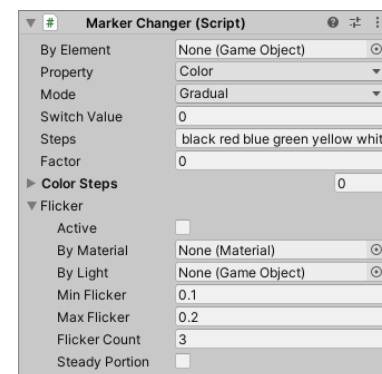 Marker Changer (Script)
By Element None (Game Object)
Property Color
Mode Gradual
Switch Value 0
Steps black red blue green yellow whit
Factor 0
Color Steps 0
Flicker
Active
By Material None (Material)
By Light None (Game Object)
Min Flicker 0.1
Max Flicker 0.2
Flicker Count 3
Steady Portion